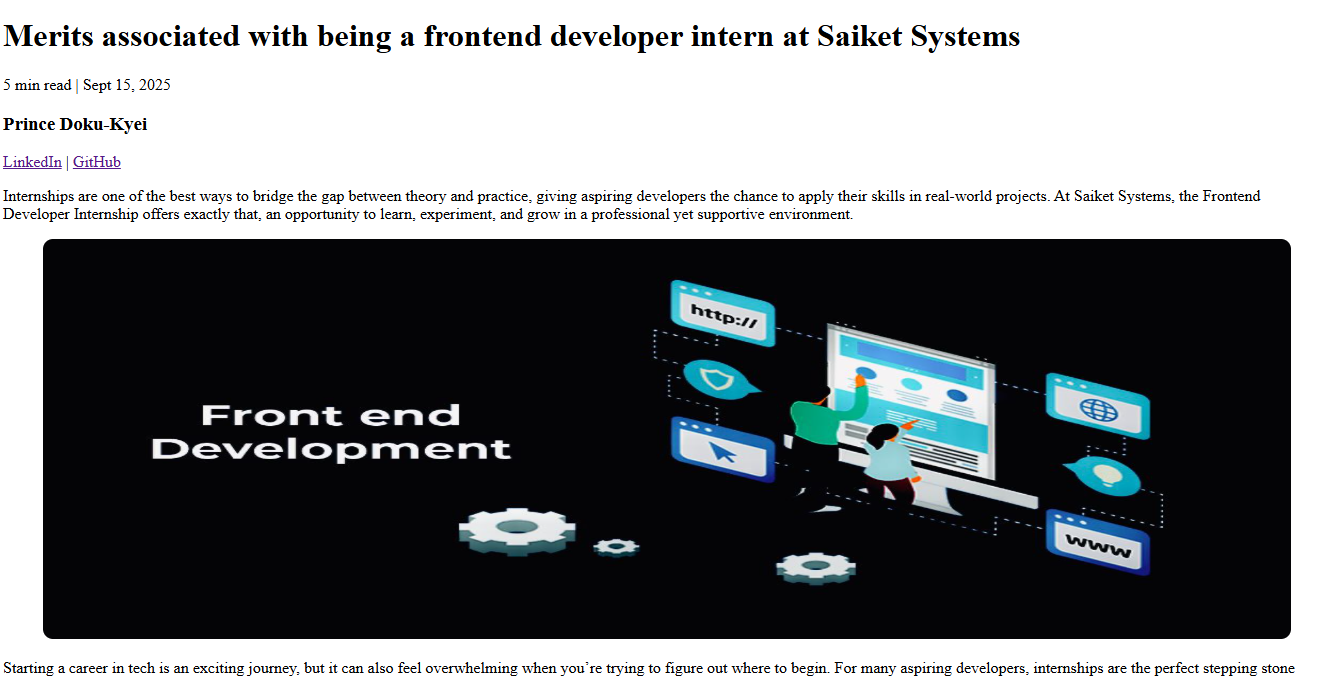 Merits associated with being a frontend developer intern at Saiket Systems
5 min read | Sept 15, 2025
Prince Doku-Kyei
LinkedIn | GitHub
Internships are one of the best ways to bridge the gap between theory and practice, giving aspiring developers the chance to apply their skills in real-world projects. At Saiket Systems, the Frontend
Developer Internship offers exactly that, an opportunity to learn, experiment, and grow in a professional yet supportive environment.
http://
Front end
Development
www
Starting a career in tech is an exciting journey, but it can also feel overwhelming when you’re trying to figure out where to begin. For many aspiring developers, internships are the perfect stepping stone